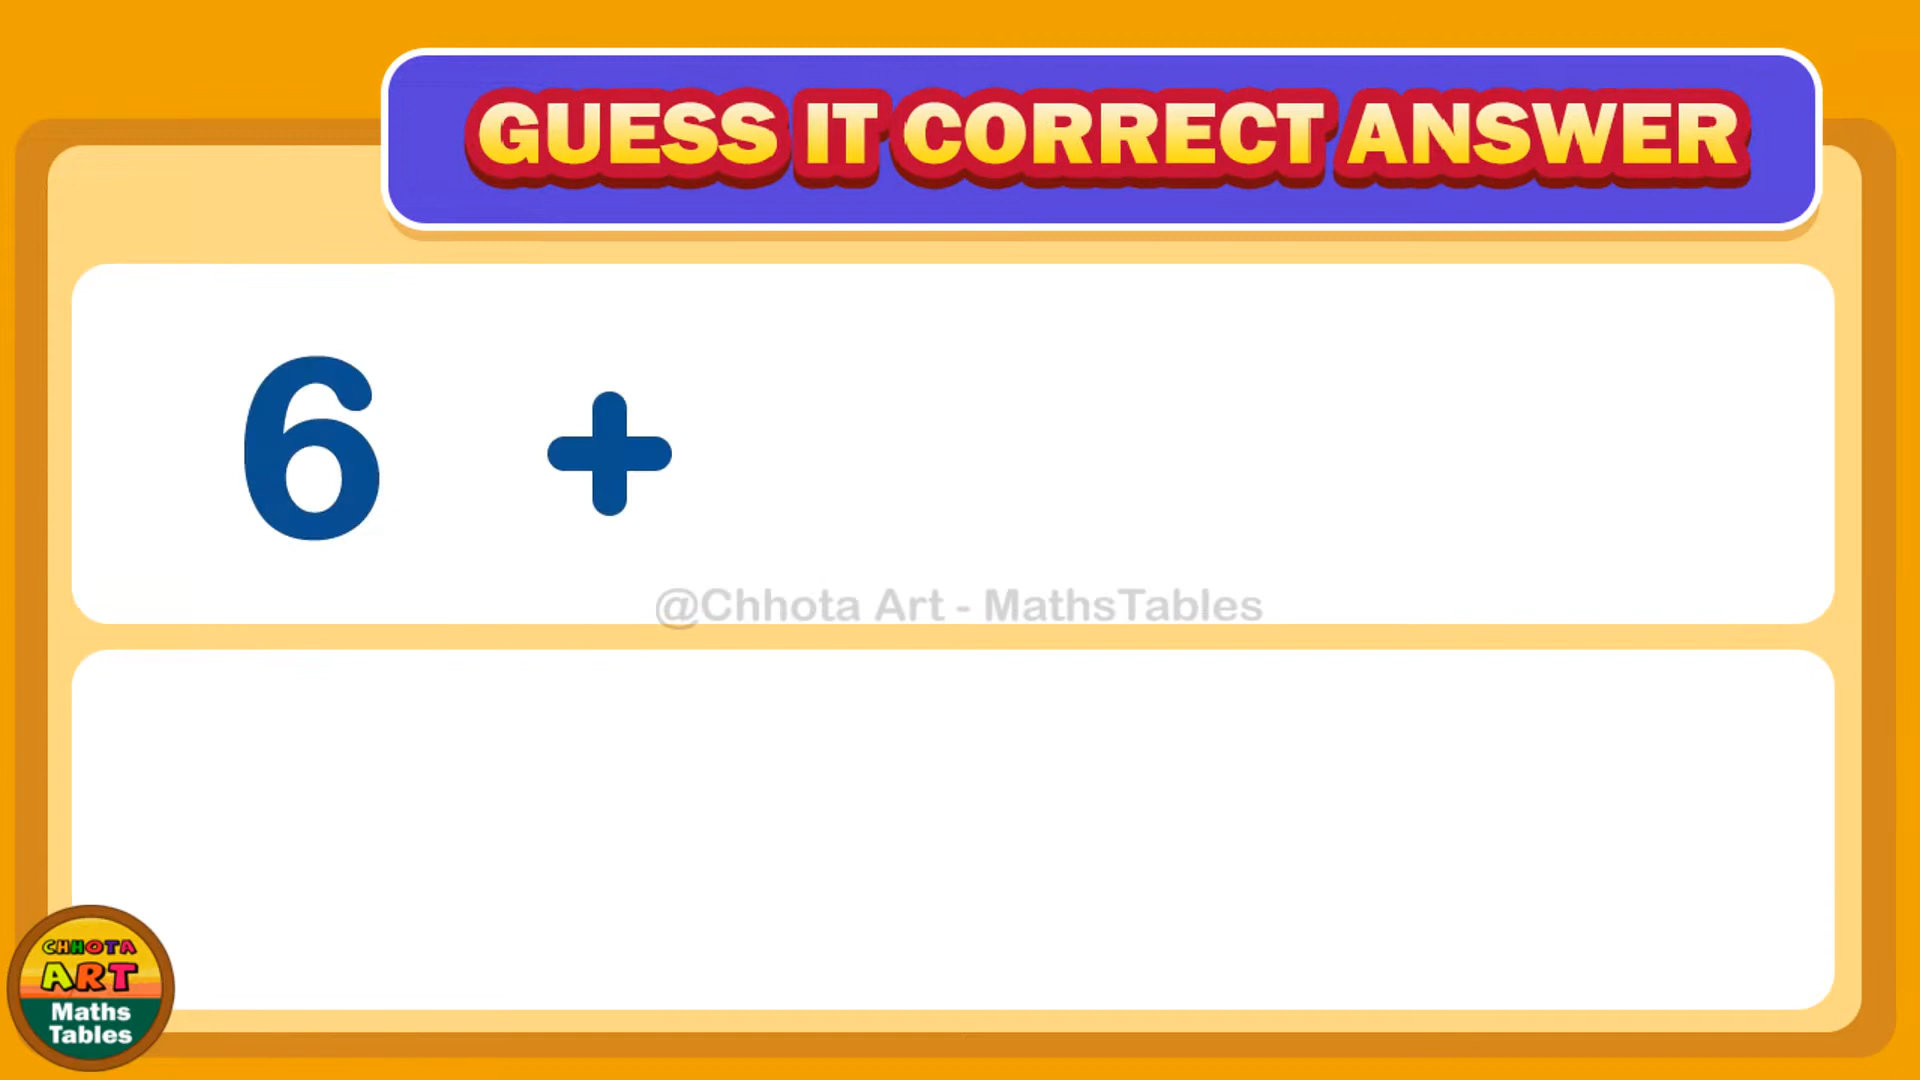 GUESS IT CORRECT ANSWER
6 +
@Chhota Art - MathsTables
CHHOTA
ART
Maths
Tables